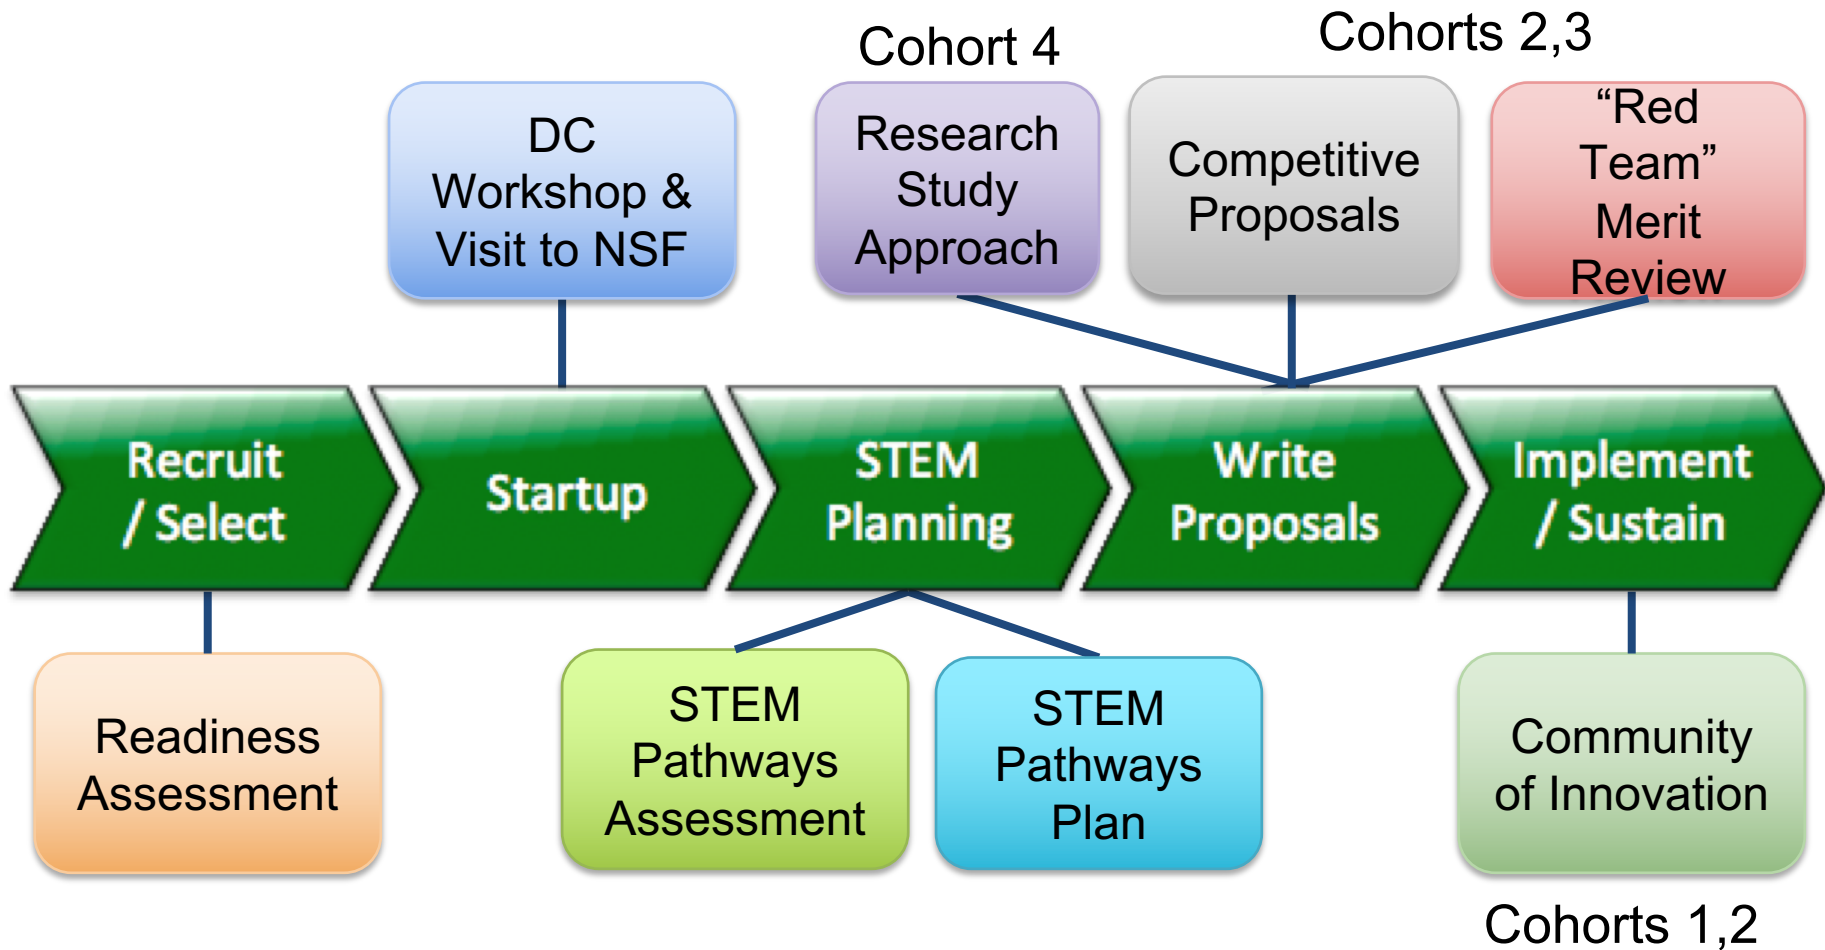 Cohort 4
Cohorts 2,3
DC
Workshop &
Visit to NSF
Research
Study
Approach
Competitive
Proposals
“Red
Team”
Merit
Review
Recruit
/ Select
Startup
STEM
Planning
Write
Proposals
Implement
/ Sustain
Readiness
Assessment
STEM
Pathways
Assessment
STEM
Pathways
Plan
Community
of Innovation
Cohorts 1,2